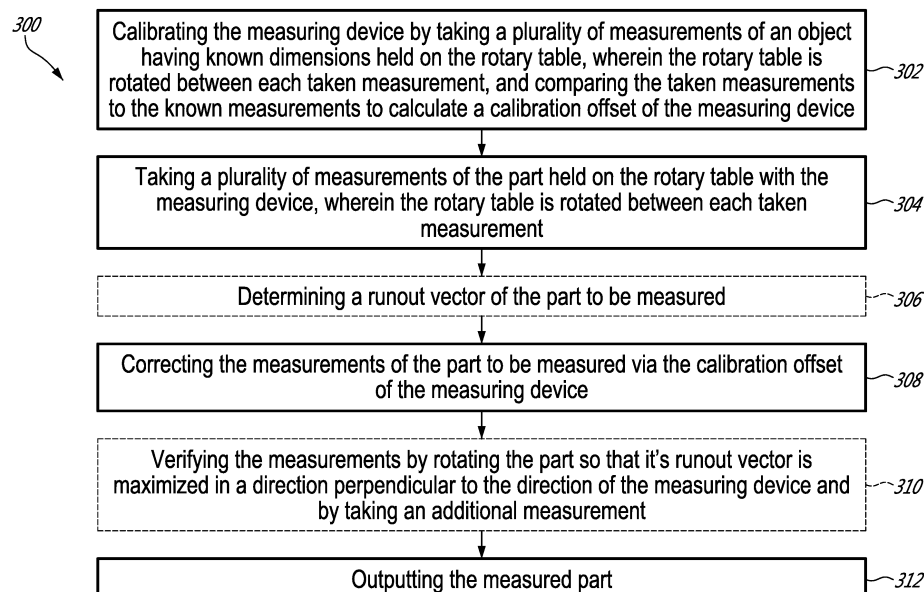 300
Calibrating the measuring device by taking a plurality of measurements of an object
having known dimensions held on the rotary table, wherein the rotary table is
rotated between each taken measurement, and comparing the taken measurements
to the known measurements to calculate a calibration offset of the measuring device
302
Taking a plurality of measurements of the part held on the rotary table with the
measuring device, wherein the rotary table is rotated between each taken
measurement
304
Determining a runout vector of the part to be measured
306
Correcting the measurements of the part to be measured via the calibration offset
of the measuring device
308
Verifying the measurements by rotating the part so that it's runout vector is
maximized in a direction perpendicular to the direction of the measuring device and
by taking an additional measurement
310
Outputting the measured part
312